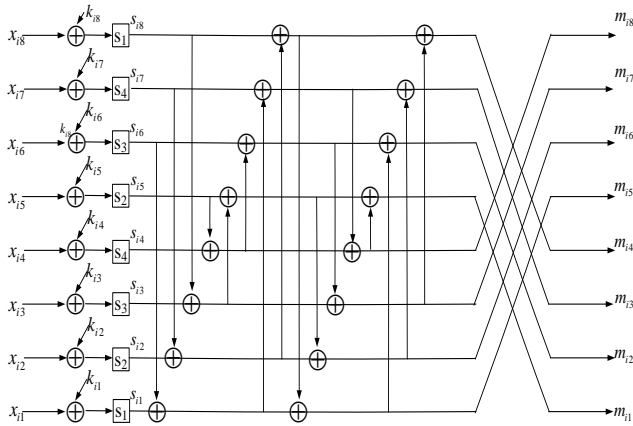 k_{i8}
x_{i8} s_1 s_{i8} m_{i8}
k_{i7}
x_{i7} s_4 s_{i7} m_{i7}
k_{i6}
x_{i6} k_{i8} s_3 s_{i6} m_{i6}
k_{i5}
x_{i5} s_2 s_{i5} m_{i5}
k_{i4}
x_{i4} s_4 s_{i4} m_{i4}
k_{i3}
x_{i3} s_3 s_{i3} m_{i3}
k_{i2}
x_{i2} s_2 s_{i2} m_{i2}
k_{i1}
x_{i1} s_1 s_{i1} m_{i1}